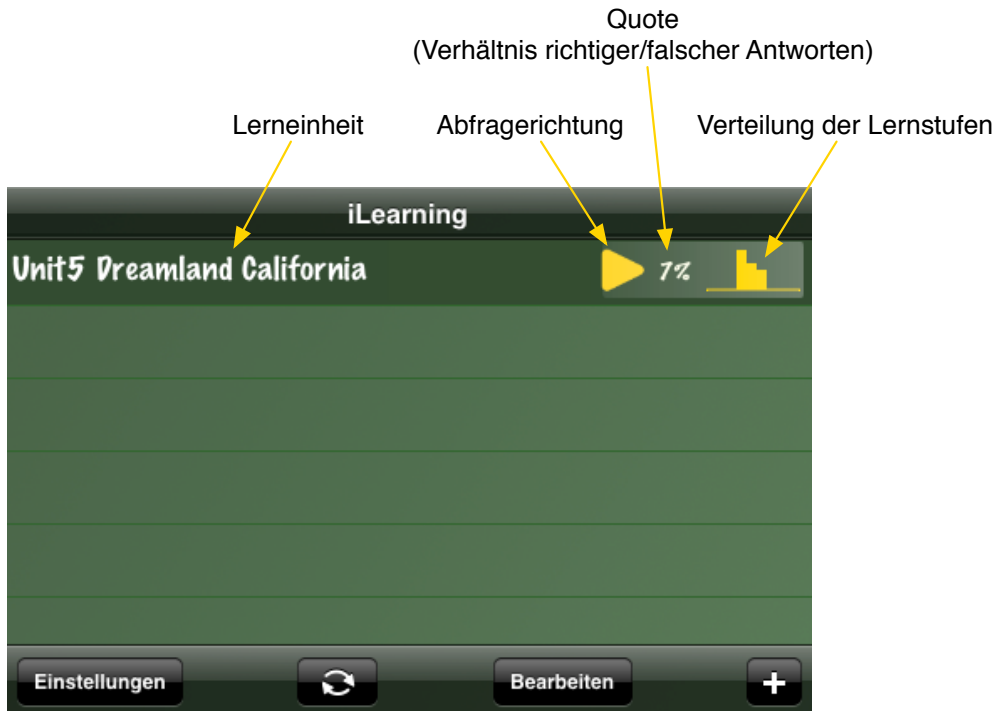 Quote
(Verhältnis richtiger/falscher Antworten)
Lerneinheit Abfragerichtung Verteilung der Lernstufen
iLearning
Unit5 Dreamland California 7%
Einstellungen Bearbeiten +